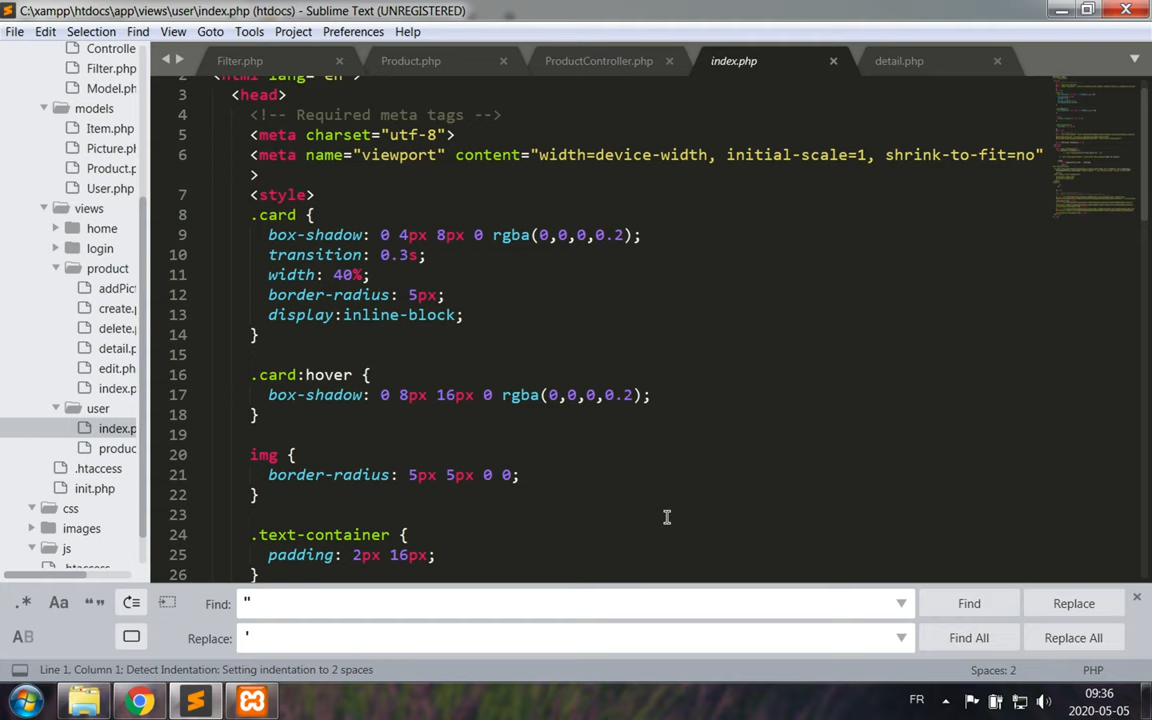 C:\xampp\htdocs\app\views\user\index.php (htdocs) - Sublime Text (UNREGISTERED)
File Edit Selection Find View Goto Tools Project Preferences Help
Filter.php Product.php ProductController.php index.php detail.php
Controlle
Filter.php
Model.ph
models
Item.php
Picture.ph
Product.p
User.php
views
home
login
product
addPict
create.p
delete.p
detail.p
edit.ph
index.p
user
index.p
produc
.htaccess
init.php
css
images
js
.htaccess
2 <html lang="en">
3 <head>
4 <!-- Required meta tags -->
5 <meta charset="utf-8">
6 <meta name="viewport" content="width=device-width, initial-scale=1, shrink-to-fit=no"
>
7 <style>
8 .card {
9 box-shadow: 0 4px 8px 0 rgba(0,0,0,0.2);
10 transition: 0.3s;
11 width: 40%;
12 border-radius: 5px;
13 display:inline-block;
14 }
15
16 .card:hover {
17 box-shadow: 0 8px 16px 0 rgba(0,0,0,0.2);
18 }
19
20 img {
21 border-radius: 5px 5px 0 0;
22 }
23
24 .text-container {
25 padding: 2px 16px;
26 }
.* Aa “” Find: " Find Replace
AB Replace: ' Find All Replace All
Line 1, Column 1; Detect Indentation: Setting indentation to 2 spaces Spaces: 2 PHP
FR 09:36
2020-05-05